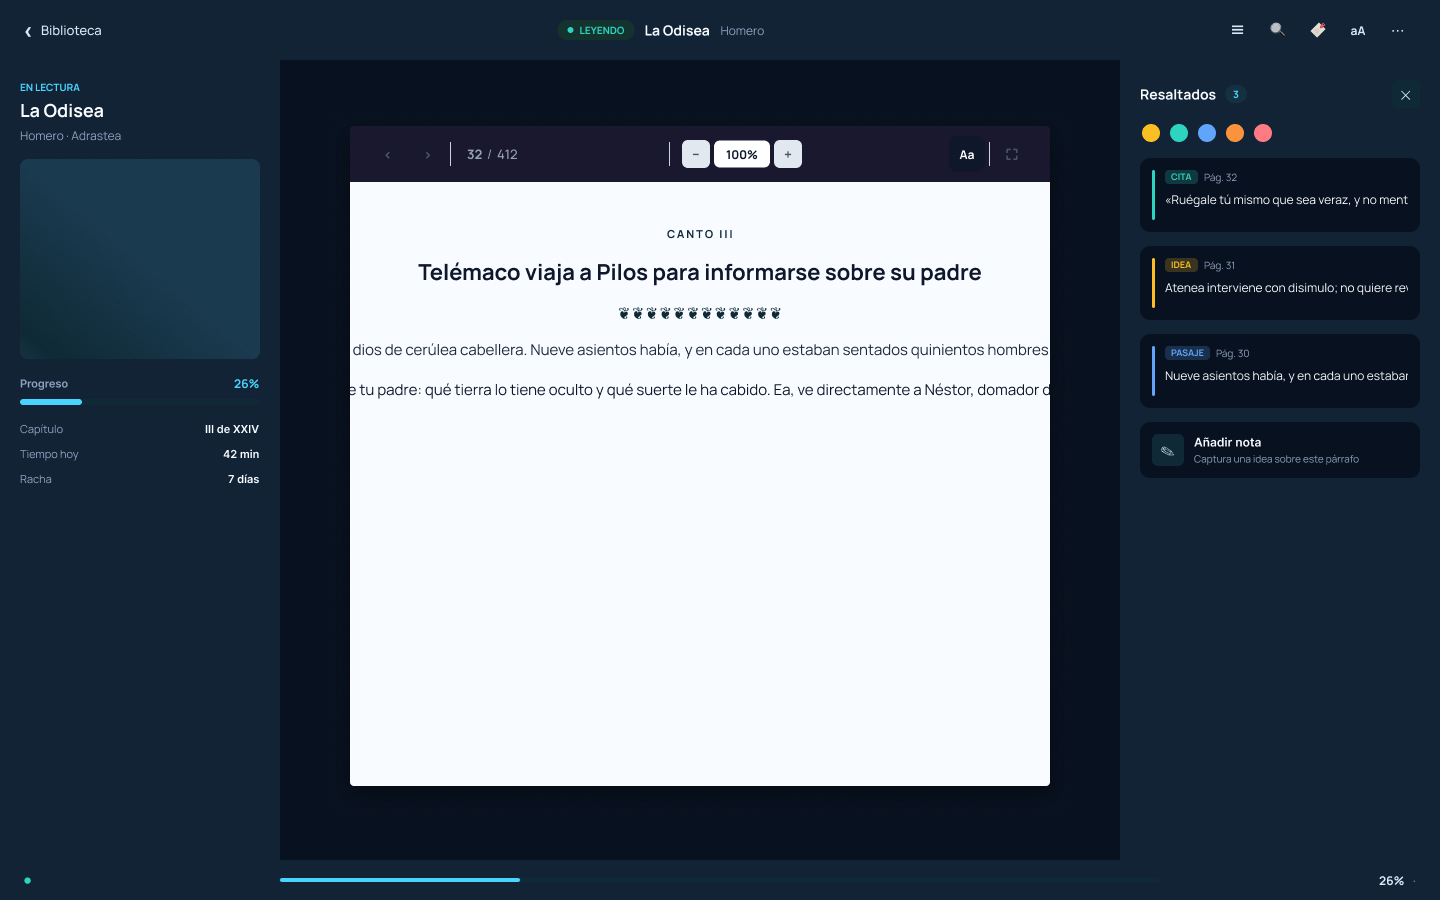 Biblioteca
LEYENDO La Odisea Homero
aA
EN LECTURA
La Odisea
Homero · Adrastea
Progreso 26%
Capítulo III de XXIV
Tiempo hoy 42 min
Racha 7 días
32 / 412
− 100% +
Aa
CANTO III
Telémaco viaja a Pilos para informarse sobre su padre
dios de cerúlea cabellera. Nueve asientos había, y en cada uno estaban sentados quinientos hombres
e tu padre: qué tierra lo tiene oculto y qué suerte le ha cabido. Ea, ve directamente a Néstor, domador d
Resaltados 3
CITA Pág. 32
«Ruégale tú mismo que sea veraz, y no ment
IDEA Pág. 31
Atenea interviene con disimulo; no quiere rev
PASAJE Pág. 30
Nueve asientos había, y en cada uno estaban
Añadir nota
Captura una idea sobre este párrafo
26% ·